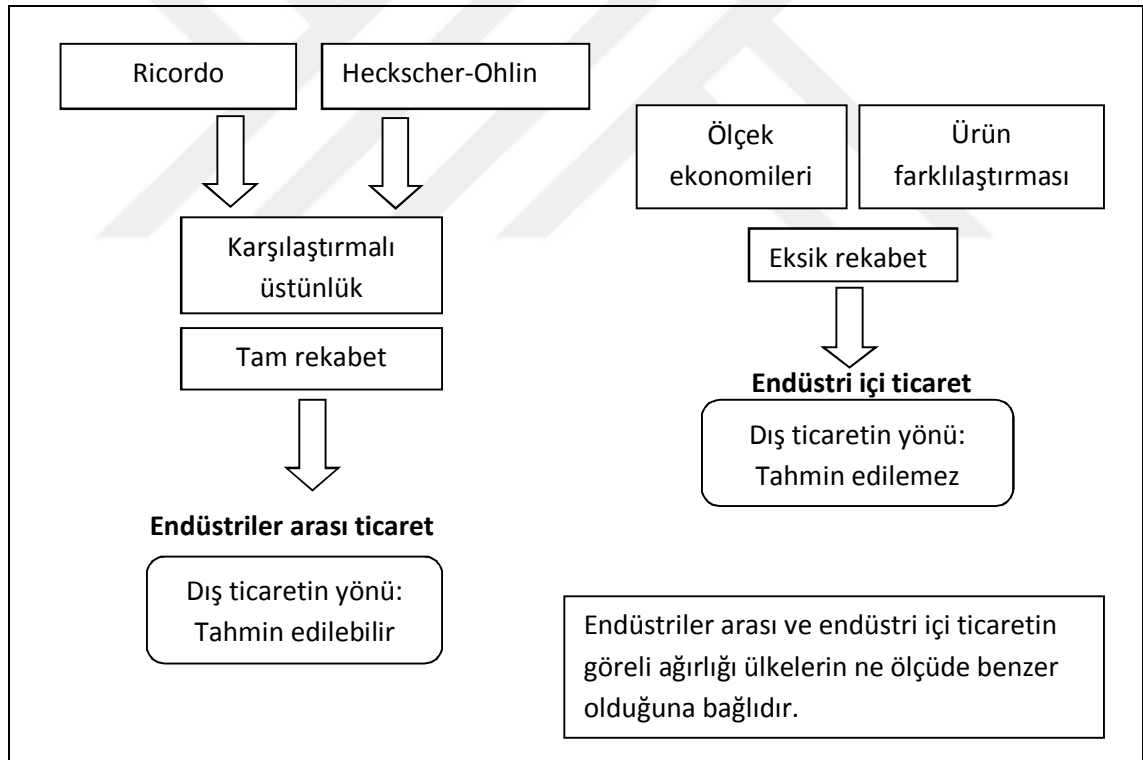 Ricordo
Heckscher-Ohlin
Karşılaştırmalı
üstünlük
Tam rekabet
Endüstriler arası ticaret
Dış ticaretin yönü:
Tahmin edilebilir
Ölçek
ekonomileri
Ürün
farklılaştırması
Eksik rekabet
Endüstri içi ticaret
Dış ticaretin yönü:
Tahmin edilemez
Endüstriler arası ve endüstri içi ticaretin
göreli ağırlığı ülkelerin ne ölçüde benzer
olduğuna bağlıdır.